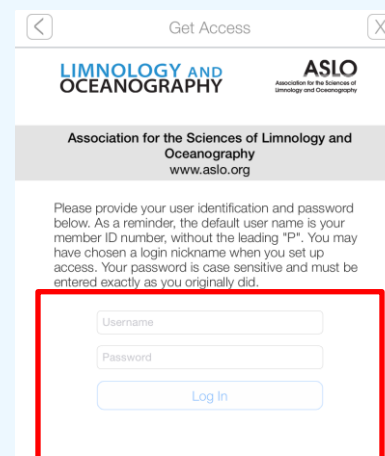 Get Access
LIMNOLOGY AND
OCEANOGRAPHY
ASLO
Association for the Sciences of
Limnology and Oceanography
Association for the Sciences of Limnology and
Oceanography
www.aslo.org
Please provide your user identification and password
below. As a reminder, the default user name is your
member ID number, without the leading "P". You may
have chosen a login nickname when you set up
access. Your password is case sensitive and must be
entered exactly as you originally did.
Username
Password
Log In